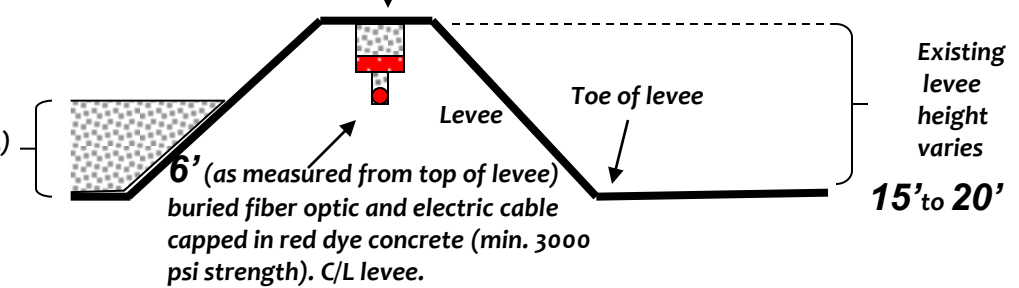 )
Existing
levee
height
varies
15’to 20’
Toe of levee
Levee
6’ (as measured from top of levee)
buried fiber optic and electric cable
capped in red dye concrete (min. 3000
psi strength). C/L levee.